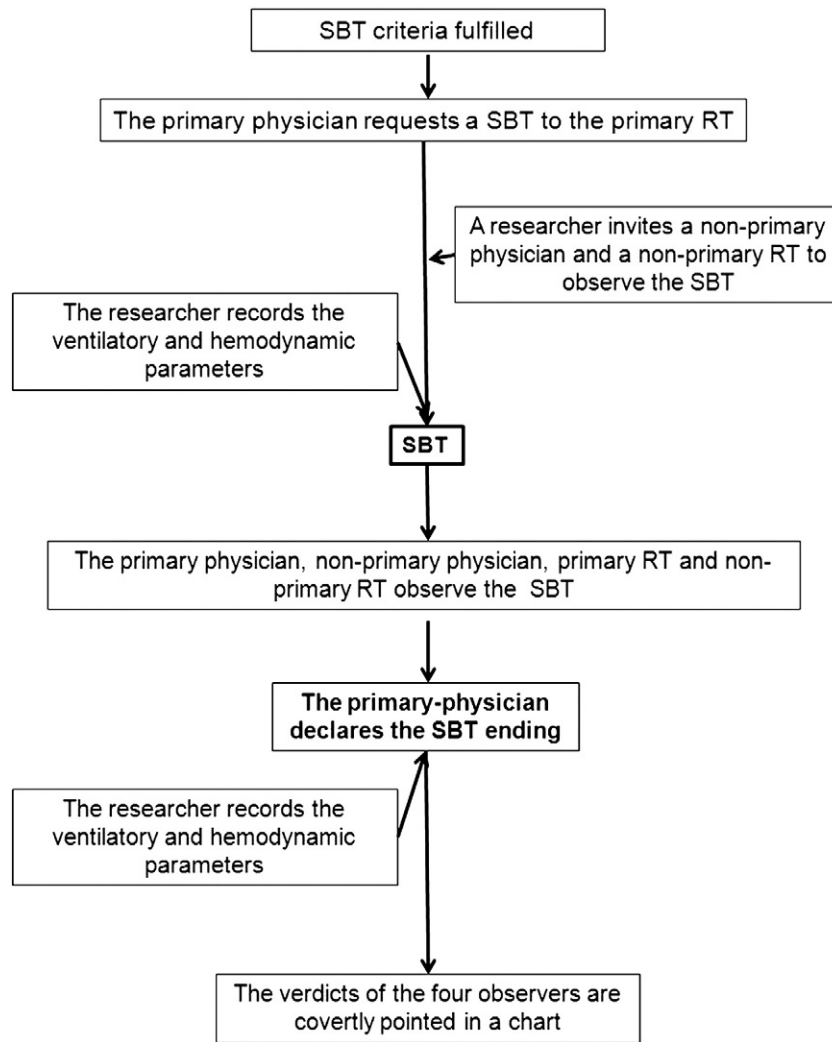 SBT criteria fulfilled
The primary physician requests a SBT to the primary RT
A researcher invites a non-primary
physician and a non-primary RT to
observe the SBT
The researcher records the
ventilatory and hemodynamic
parameters
SBT
The primary physician, non-primary physician, primary RT and non-
primary RT observe the SBT
The primary-physician
declares the SBT ending
The researcher records the
ventilatory and hemodynamic
parameters
The verdicts of the four observers are
covertly pointed in a chart